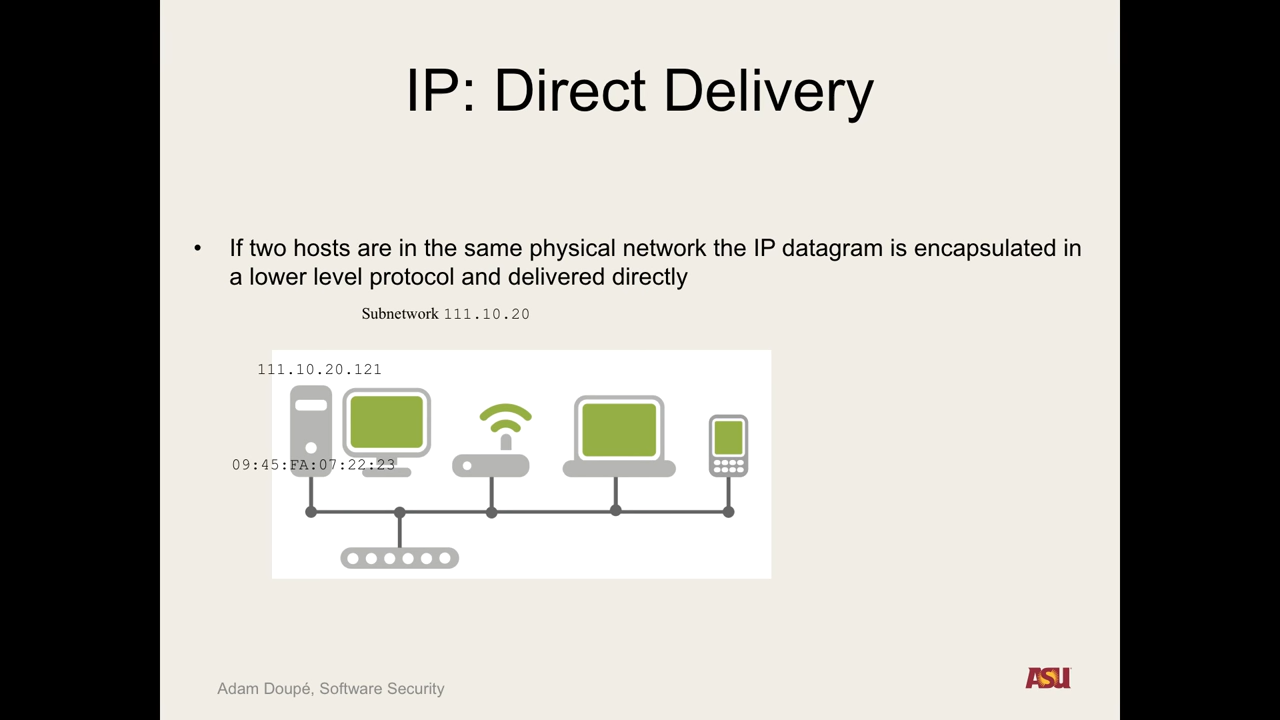 IP: Direct Delivery
• If two hosts are in the same physical network the IP datagram is encapsulated in
a lower level protocol and delivered directly
Subnetwork 111.10.20
111.10.20.121
09:45:FA:07:22:23
Adam Doupé, Software Security
ASU